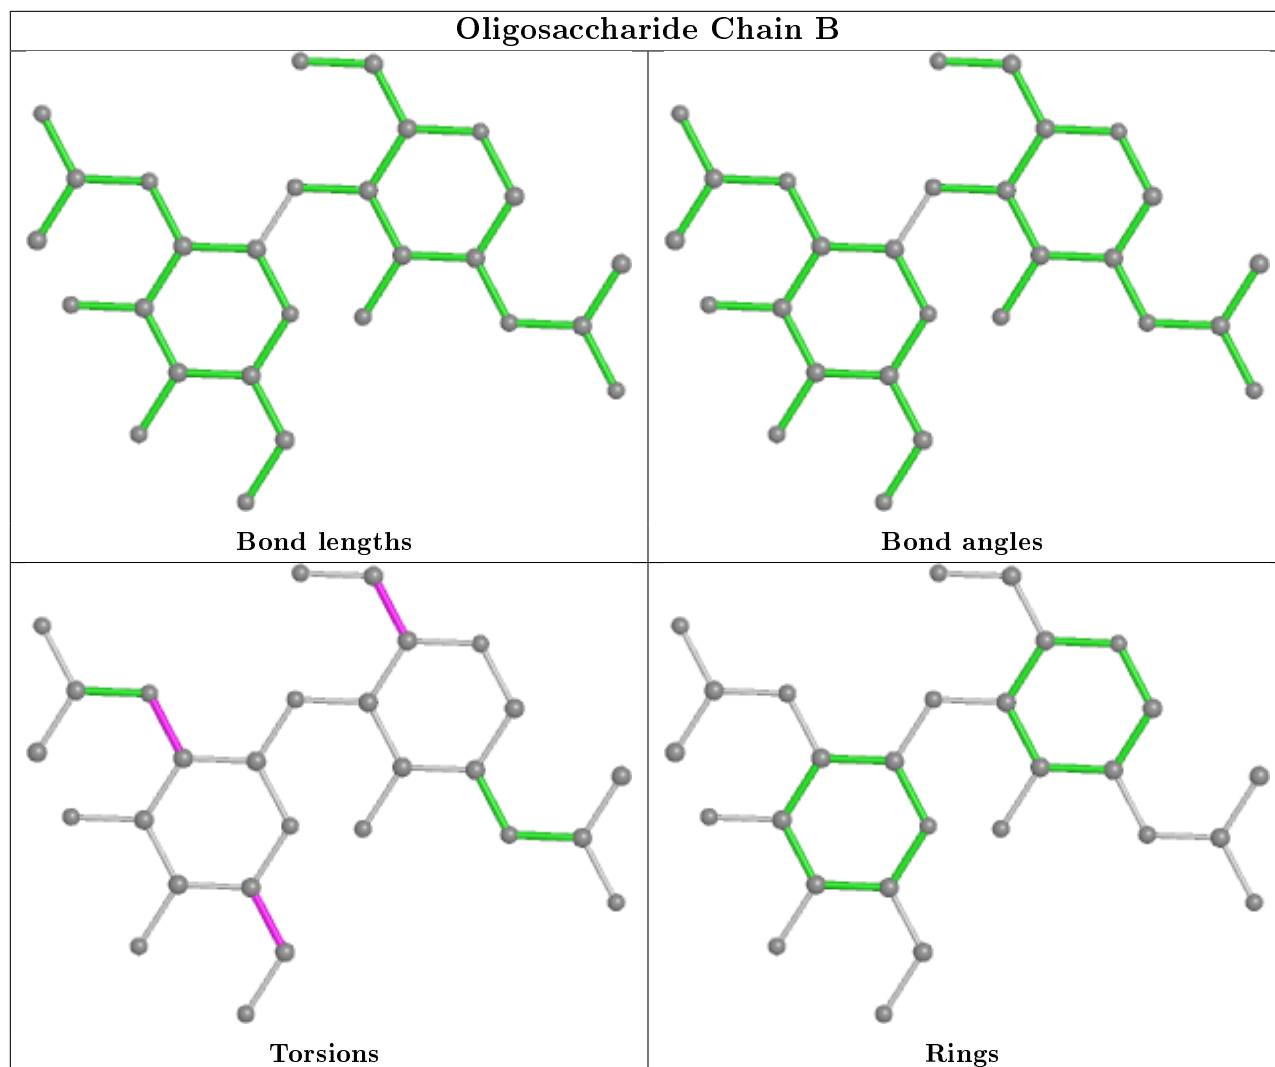 Oligosaccharide Chain B
Bond lengths
Bond angles
Torsions
Rings